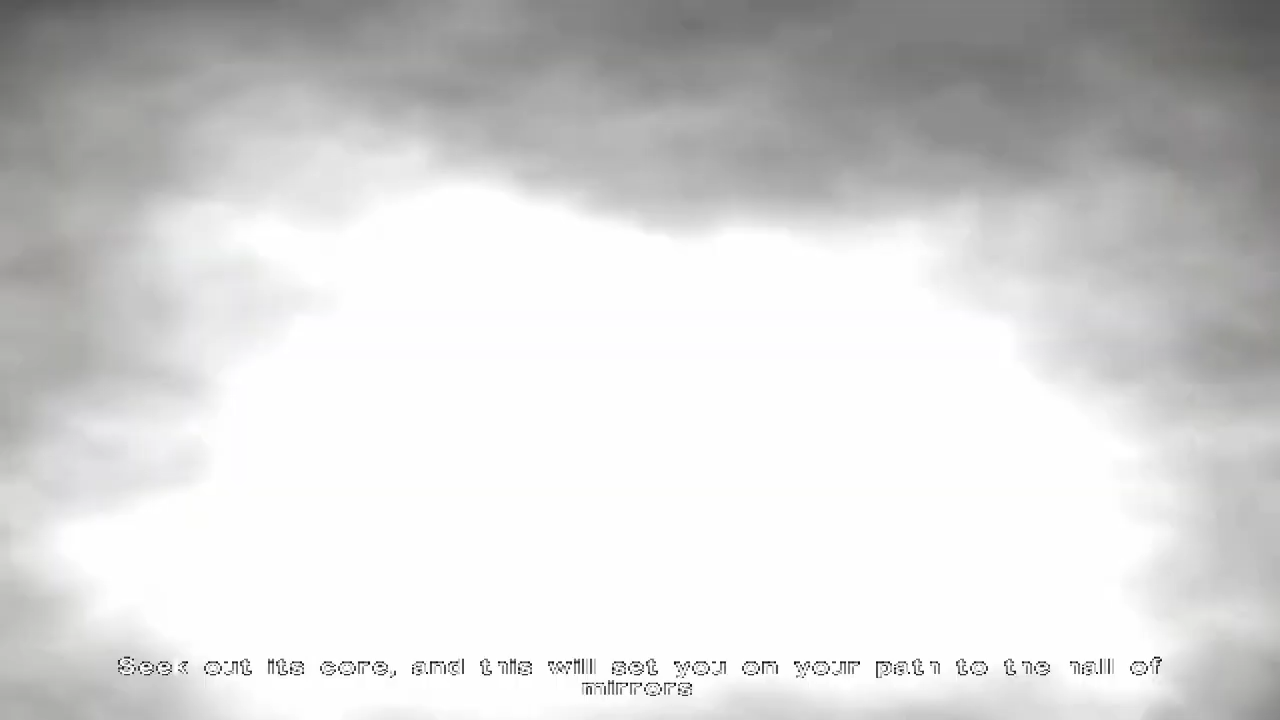 Seek out its core, and this will set you on your path to the hall of
mirrors